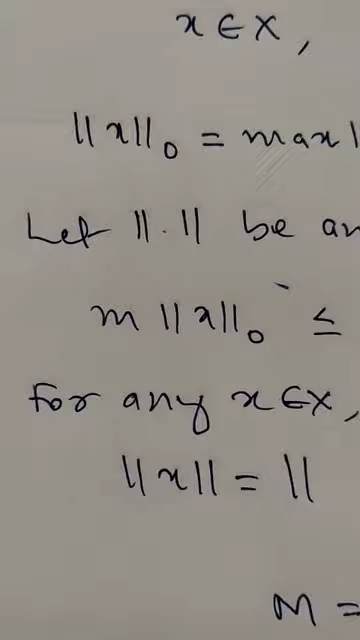 x ∈ X,
||x||₀ = max |
Let ||.|| be an
m ||x||₀ ≤
For any x ∈ X,
||x|| = ||
M =